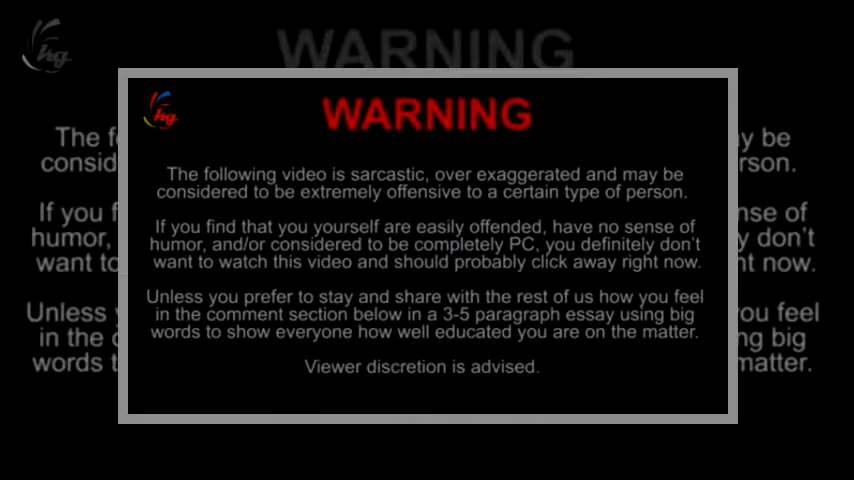 hg.
WARNING
The following video is sarcastic, over exaggerated and may be
considered to be extremely offensive to a certain type of person.
If you find that you yourself are easily offended, have no sense of
humor, and/or considered to be completely PC, you definitely don't
want to watch this video and should probably click away right now.
Unless you prefer to stay and share with the rest of us how you feel
in the comment section below in a 3-5 paragraph essay using big
words to show everyone how well educated you are on the matter.
Viewer discretion is advised.